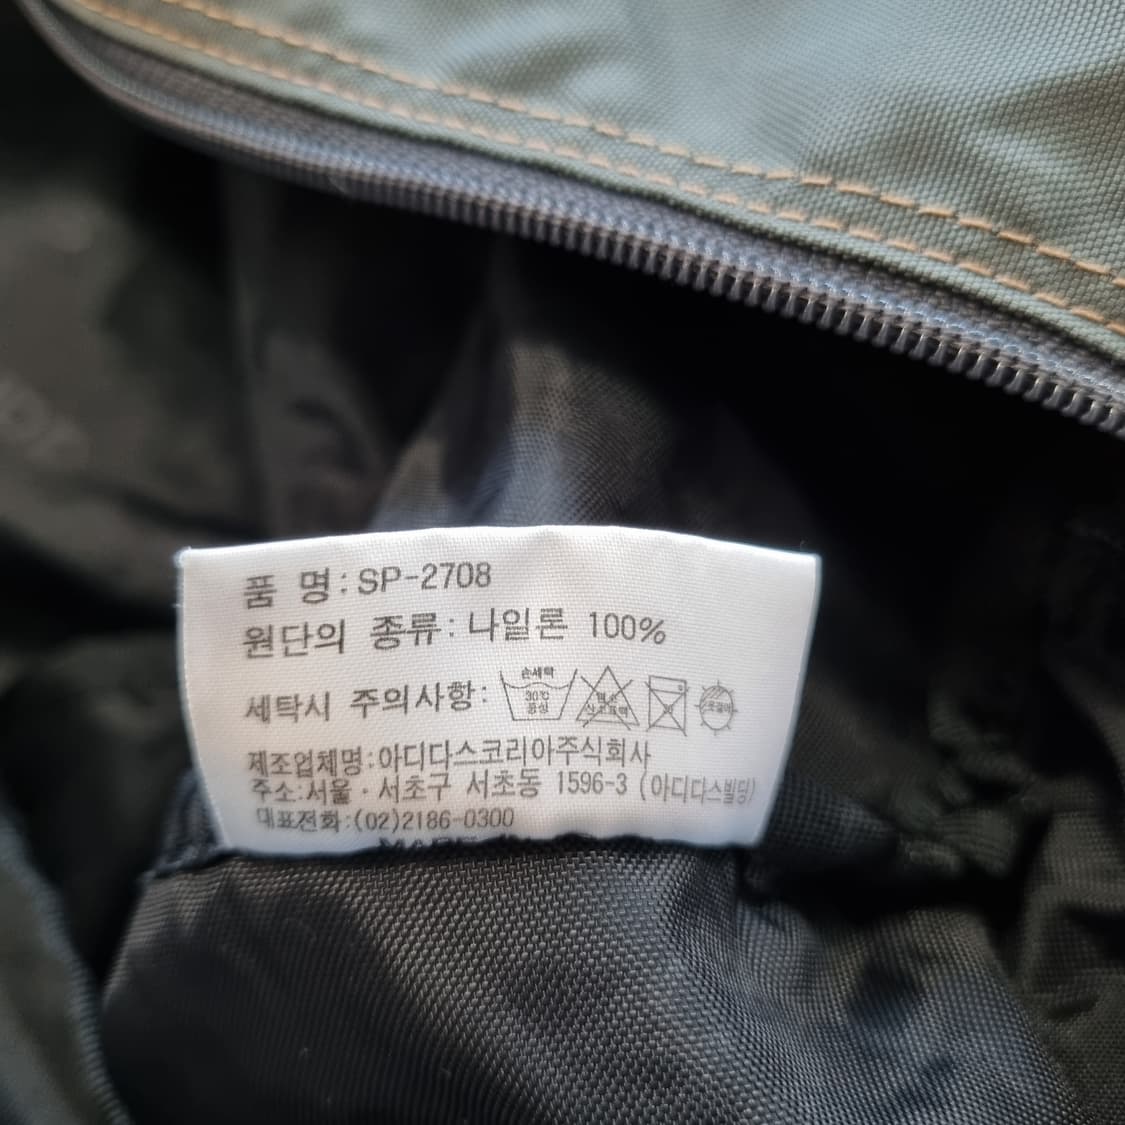 품 명: SP-2708
원단의 종류: 나일론 100%
손세탁
세탁시 주의사항:
30℃
중성
제조업체명:아디다스코리아주식회사
주소:서울·서초구 서초동 1596-3 (아디다스빌딩)
대표전화:(02)2186-0300
MADE